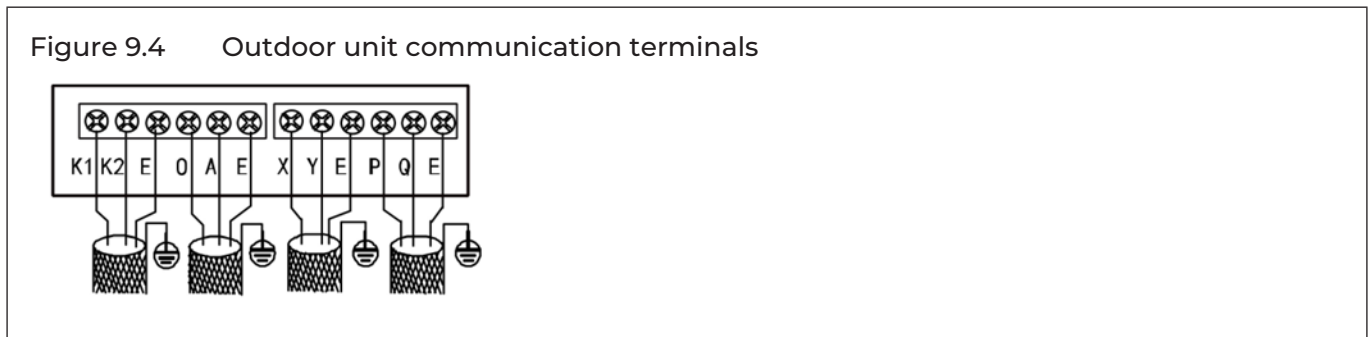 Figure 9.4 Outdoor unit communication terminals
K1 K2 E O A E X Y E P Q E